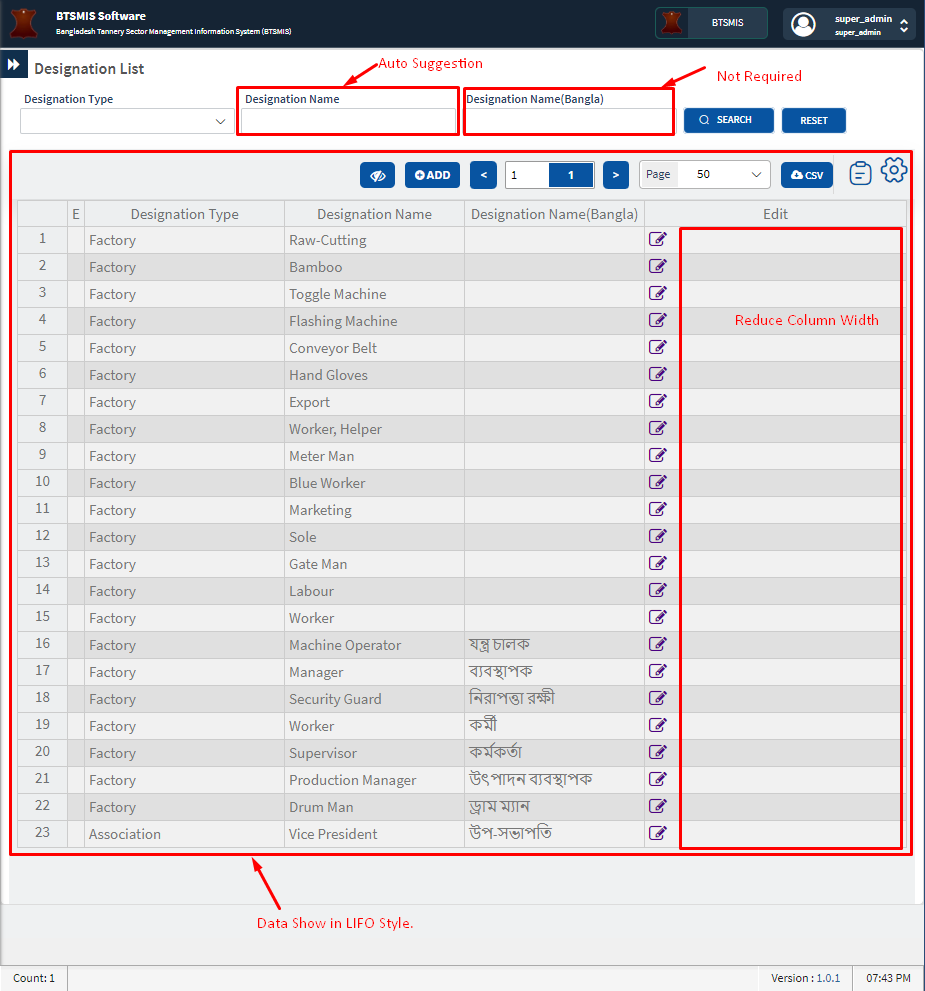 BTSMIS Software
Bangladesh Tannery Sector Management Information System (BTSMIS)
BTSMIS
super_admin
super_admin
Designation List
Auto Suggestion
Not Required
Designation Type
Designation Name
Designation Name(Bangla)
SEARCH
RESET
ADD
<
1
1
>
Page
50
CSV
E Designation Type Designation Name Designation Name(Bangla) Edit
1 Factory Raw-Cutting
2 Factory Bamboo
3 Factory Toggle Machine
4 Factory Flashing Machine
Reduce Column Width
5 Factory Conveyor Belt
6 Factory Hand Gloves
7 Factory Export
8 Factory Worker, Helper
9 Factory Meter Man
10 Factory Blue Worker
11 Factory Marketing
12 Factory Sole
13 Factory Gate Man
14 Factory Labour
15 Factory Worker
16 Factory Machine Operator যন্ত্র চালক
17 Factory Manager ব্যবস্থাপক
18 Factory Security Guard নিরাপত্তা রক্ষী
19 Factory Worker কর্মী
20 Factory Supervisor কর্মকর্তা
21 Factory Production Manager উৎপাদন ব্যবস্থাপক
22 Factory Drum Man ড্রাম ম্যান
23 Association Vice President উপ-সভাপতি
Data Show in LIFO Style.
Count: 1
Version : 1.0.1
07:43 PM